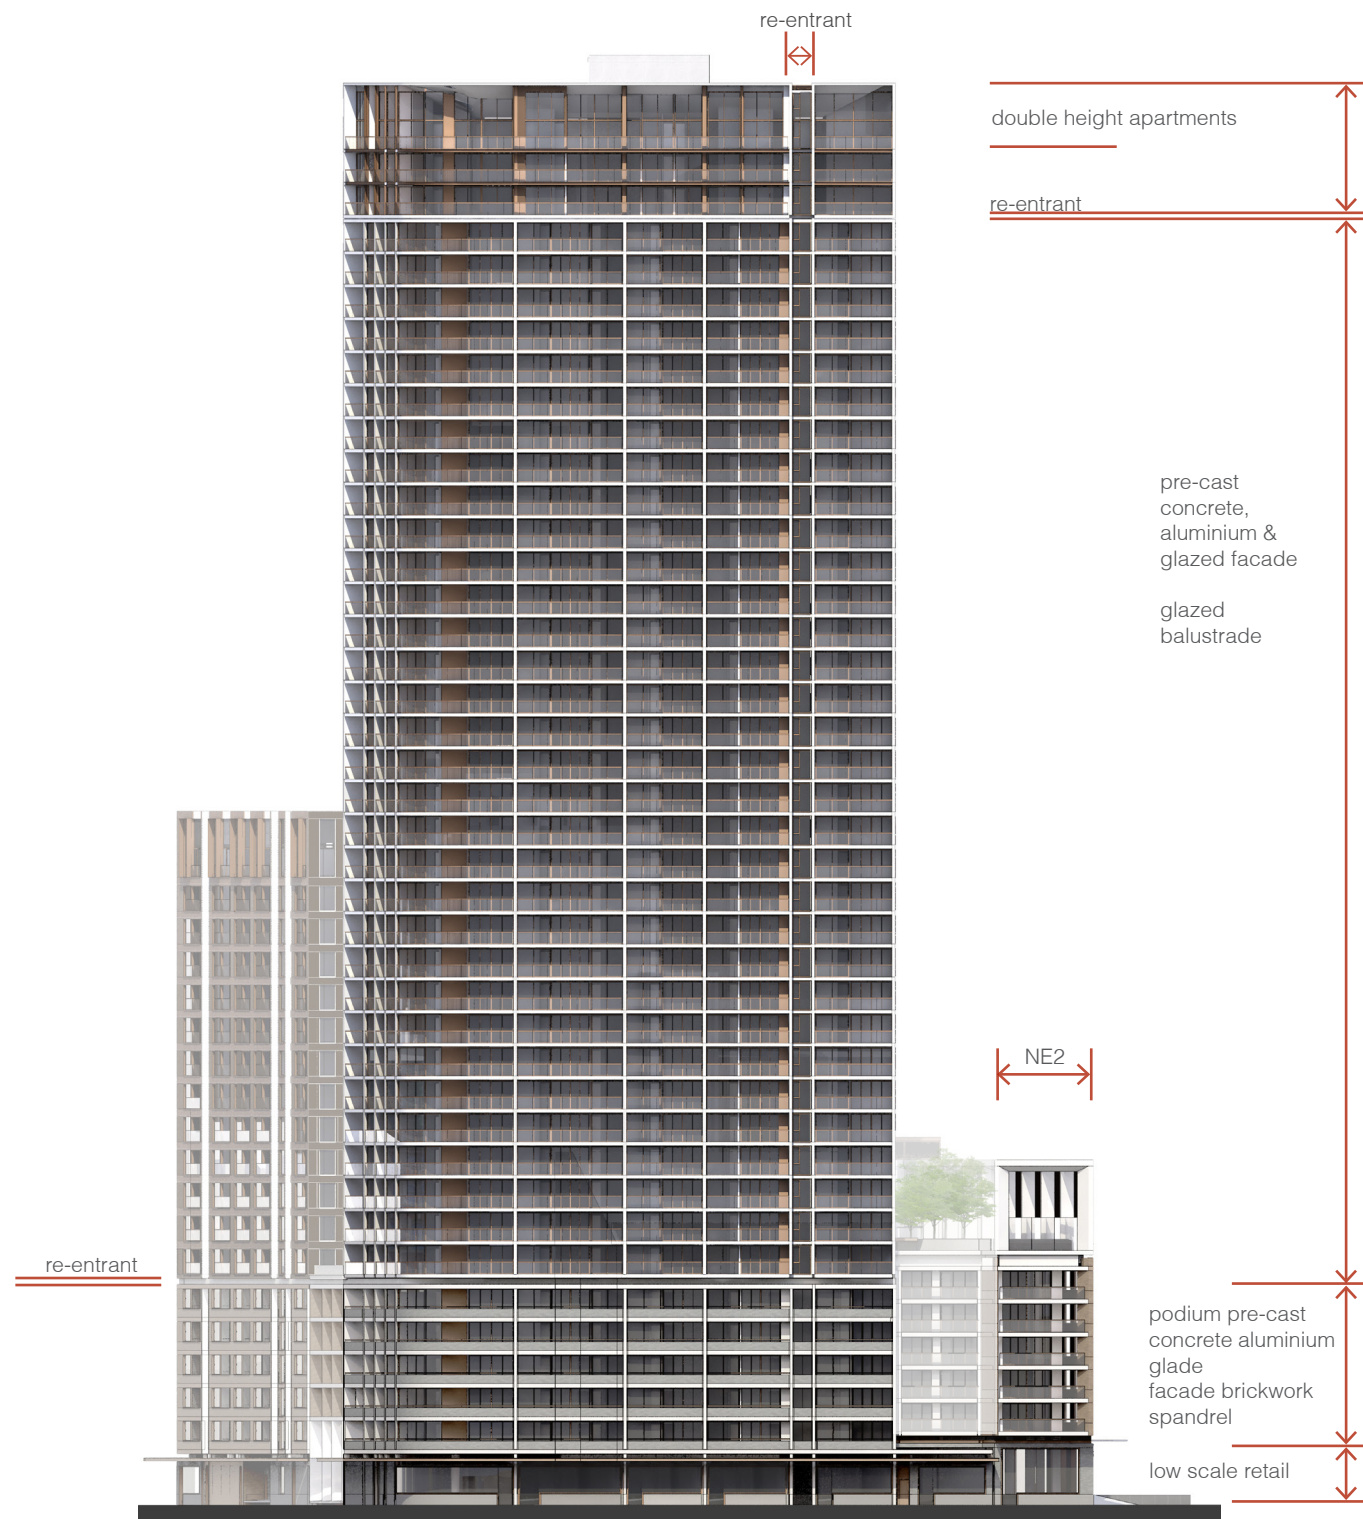 re-entrant
double height apartments
re-entrant
pre-cast
concrete,
aluminium &
glazed facade
glazed
balustrade
NE2
re-entrant
podium pre-cast
concrete aluminium
glade
facade brickwork
spandrel
low scale retail